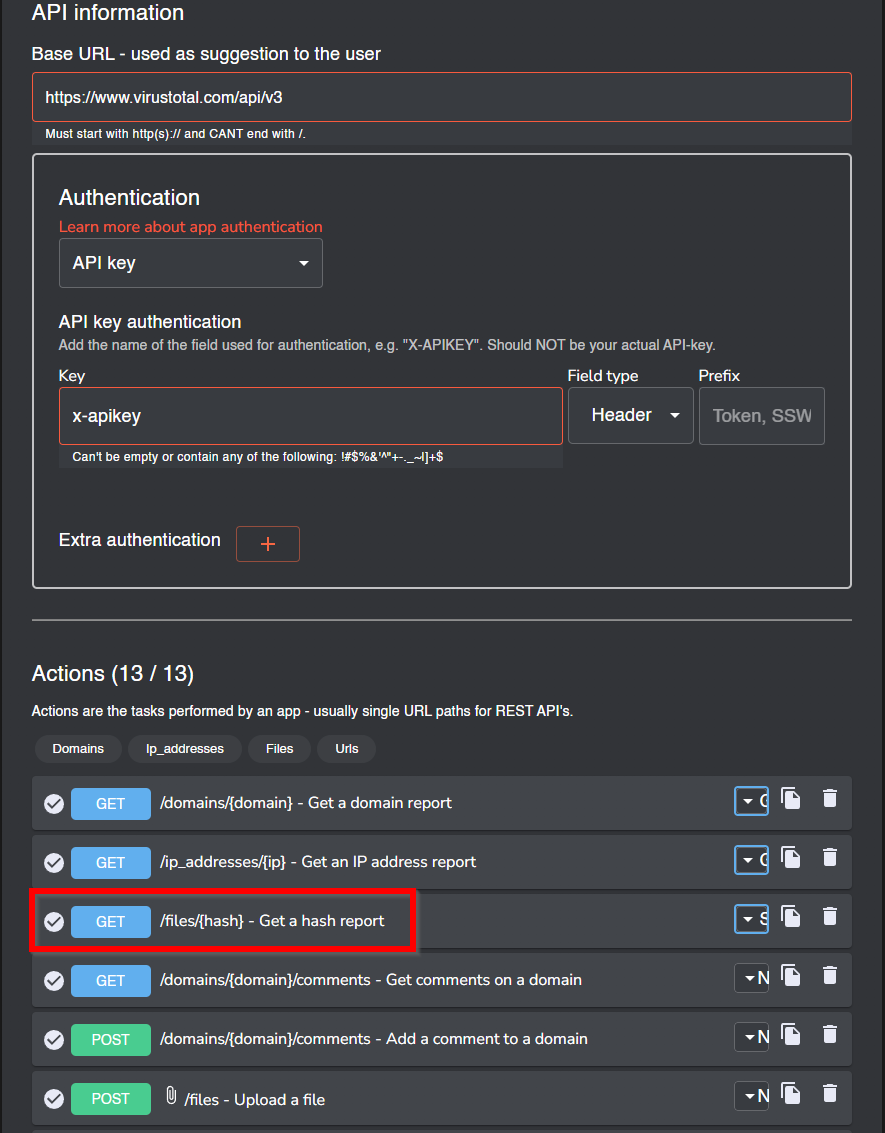 API information
Base URL - used as suggestion to the user
https://www.virustotal.com/api/v3
Must start with http(s):// and CANT end with /.
Authentication
Learn more about app authentication
API key
API key authentication
Add the name of the field used for authentication, e.g. "X-APIKEY". Should NOT be your actual API-key.
Key Field type Prefix
x-apikey Header Token, SSW
Can't be empty or contain any of the following: !#$%&'^"+-._~|]+$
Extra authentication +
Actions (13 / 13)
Actions are the tasks performed by an app - usually single URL paths for REST API's.
Domains Ip_addresses Files Urls
GET /domains/{domain} - Get a domain report
GET /ip_addresses/{ip} - Get an IP address report
GET /files/{hash} - Get a hash report
GET /domains/{domain}/comments - Get comments on a domain N
POST /domains/{domain}/comments - Add a comment to a domain N
POST /files - Upload a file N